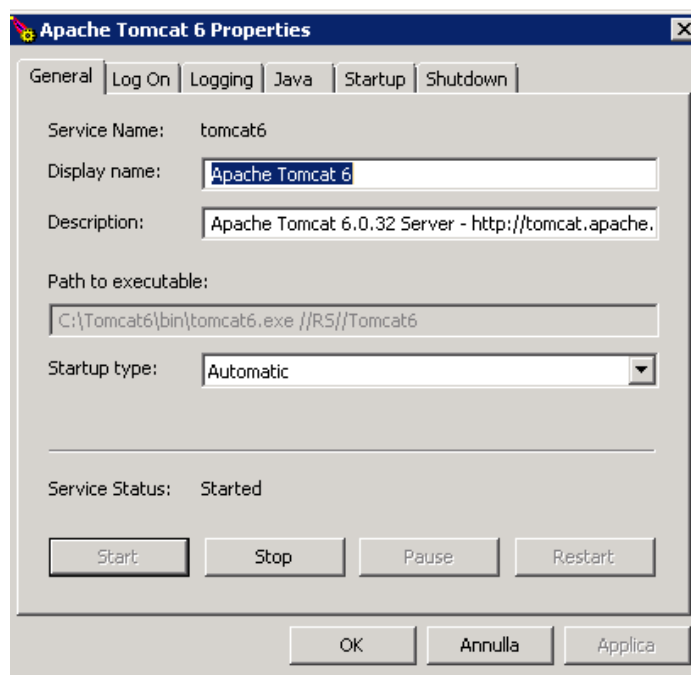 Apache Tomcat 6 Properties
General Log On Logging Java Startup Shutdown
Service Name: tomcat6
Display name: Apache Tomcat 6
Description: Apache Tomcat 6.0.32 Server - http://tomcat.apache.
Path to executable:
C:\Tomcat6\bin\tomcat6.exe //RS//Tomcat6
Startup type: Automatic
Service Status: Started
Start Stop Pause Restart
OK Annulla Applica